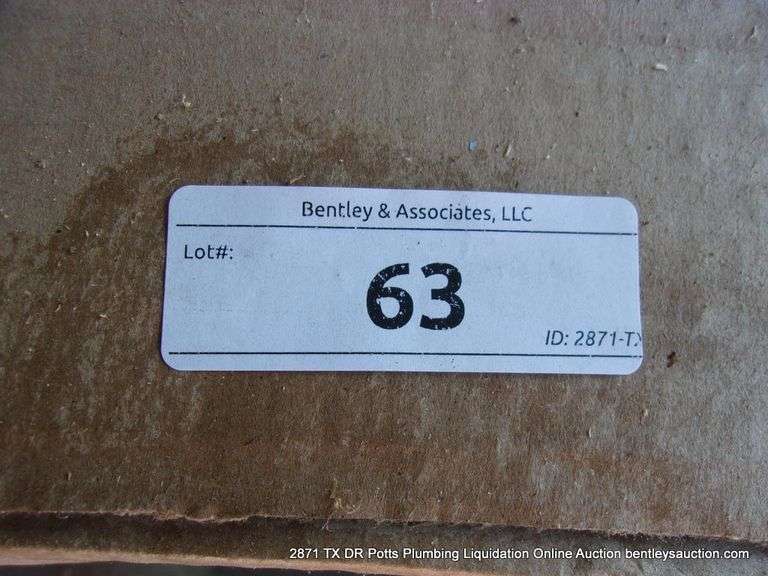 Bentley & Associates, LLC
Lot#:
63
ID: 2871-TX
2871 TX DR Potts Plumbing Liquidation Online Auction bentleysauction.com